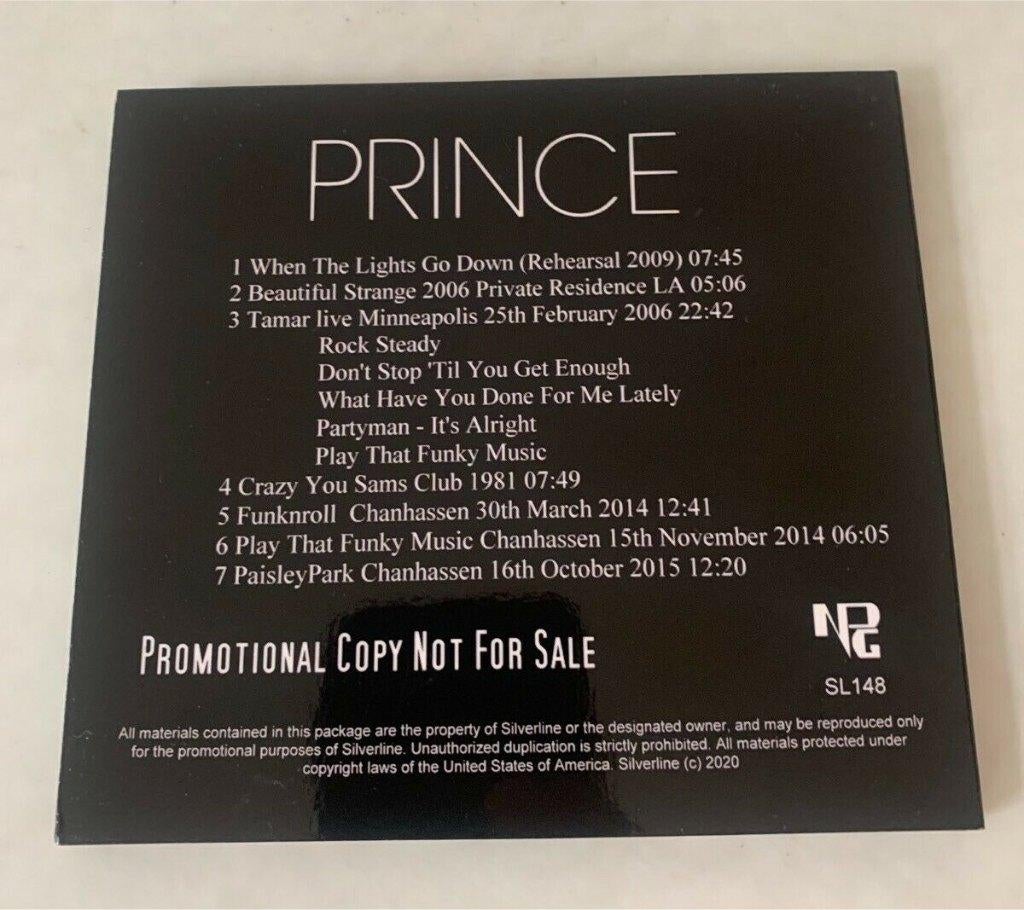 PRINCE
1 When The Lights Go Down (Rehearsal 2009) 07:45
2 Beautiful Strange 2006 Private Residence LA 05:06
3 Tamar live Minneapolis 25th February 2006 22:42
Rock Steady
Don't Stop 'Til You Get Enough
What Have You Done For Me Lately
Partyman - It's Alright
Play That Funky Music
4 Crazy You Sams Club 1981 07:49
5 Funknroll Chanhassen 30th March 2014 12:41
6 Play That Funky Music Chanhassen 15th November 2014 06:05
7 PaisleyPark Chanhassen 16th October 2015 12:20
PROMOTIONAL COPY NOT FOR SALE
NPG
SL148
All materials contained in this package are the property of Silverline or the designated owner, and may be reproduced only
for the promotional purposes of Silverline. Unauthorized duplication is strictly prohibited. All materials protected under
copyright laws of the United States of America. Silverline (c) 2020